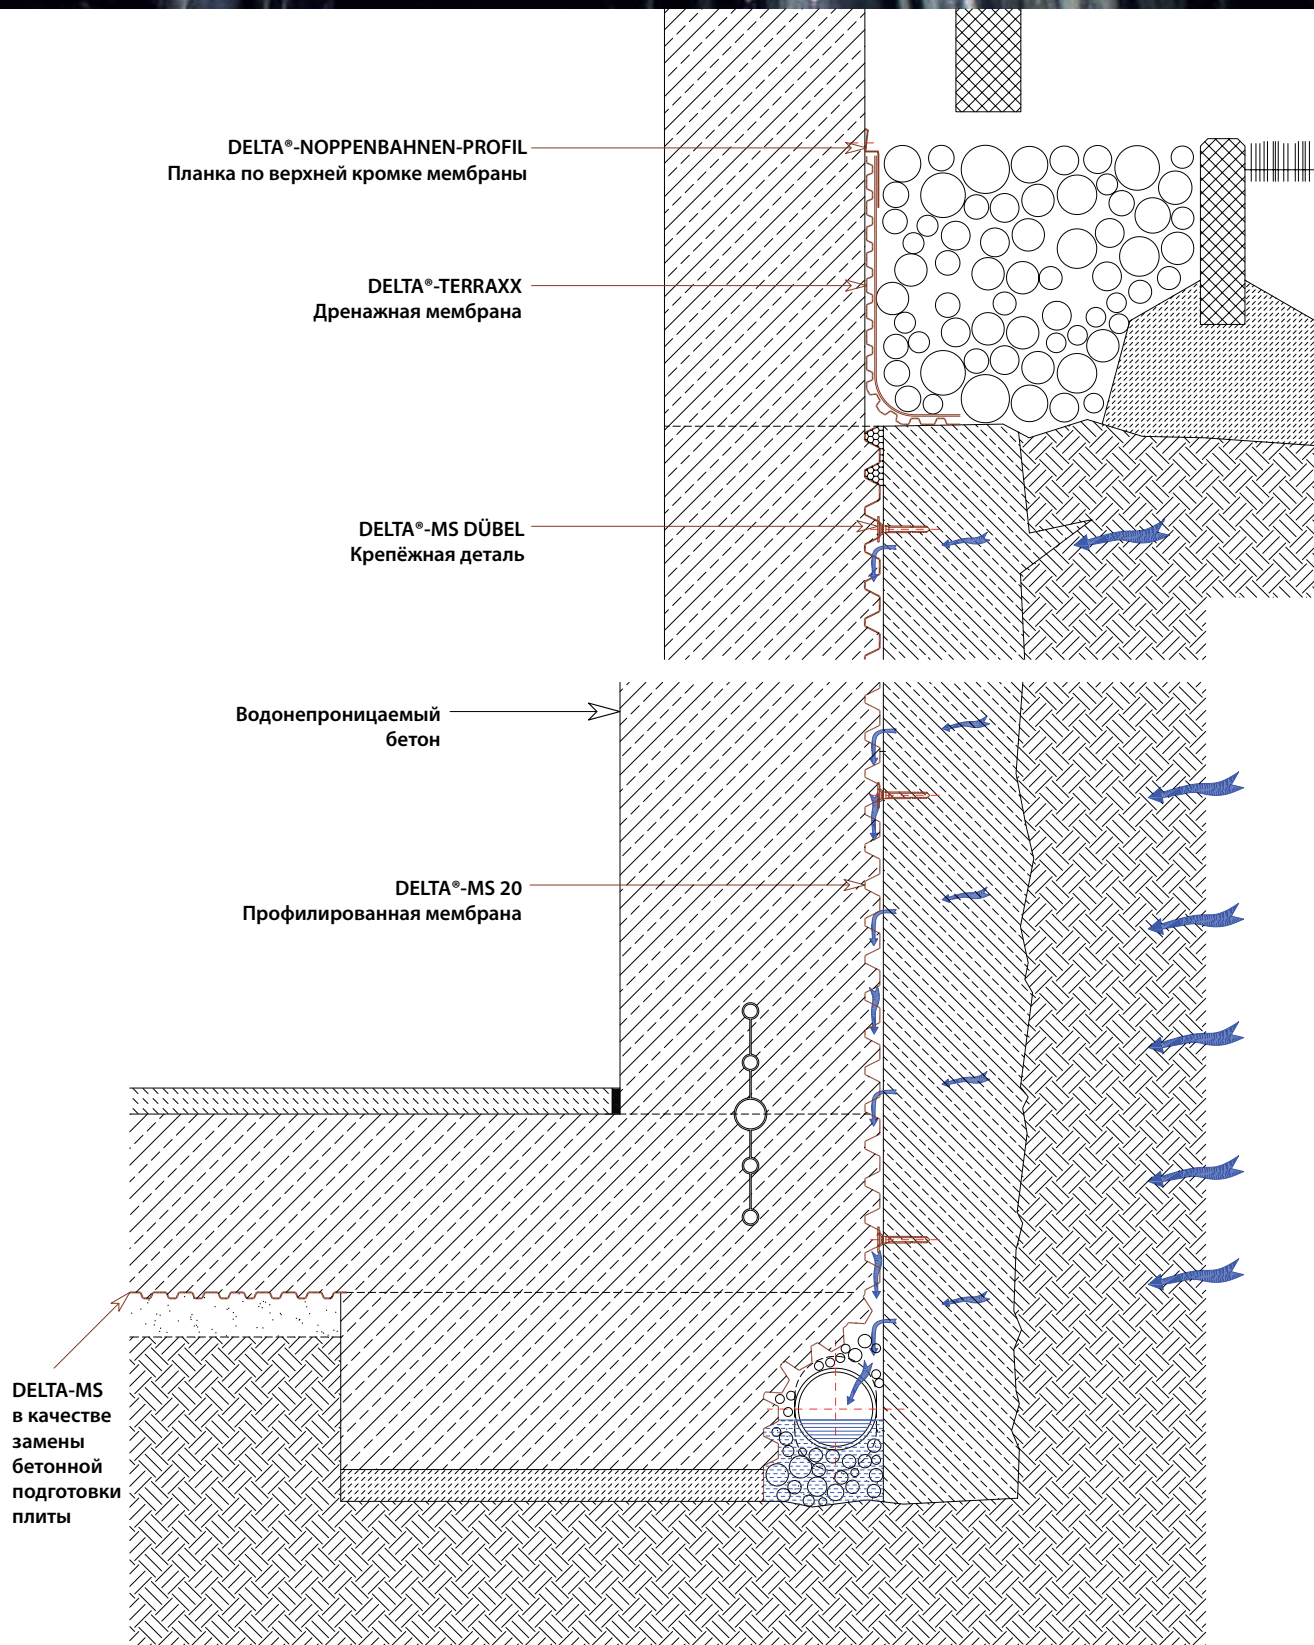 DELTA®-NOPPENBAHNEN-PROFIL
Планка по верхней кромке мембраны
DELTA®-TERRAXX
Дренажная мембрана
DELTA®-MS DÜBEL
Крепёжная деталь
Водонепроницаемый
бетон
DELTA®-MS 20
Профилированная мембрана
DELTA-MS
в качестве
замены
бетонной
подготовки
плиты